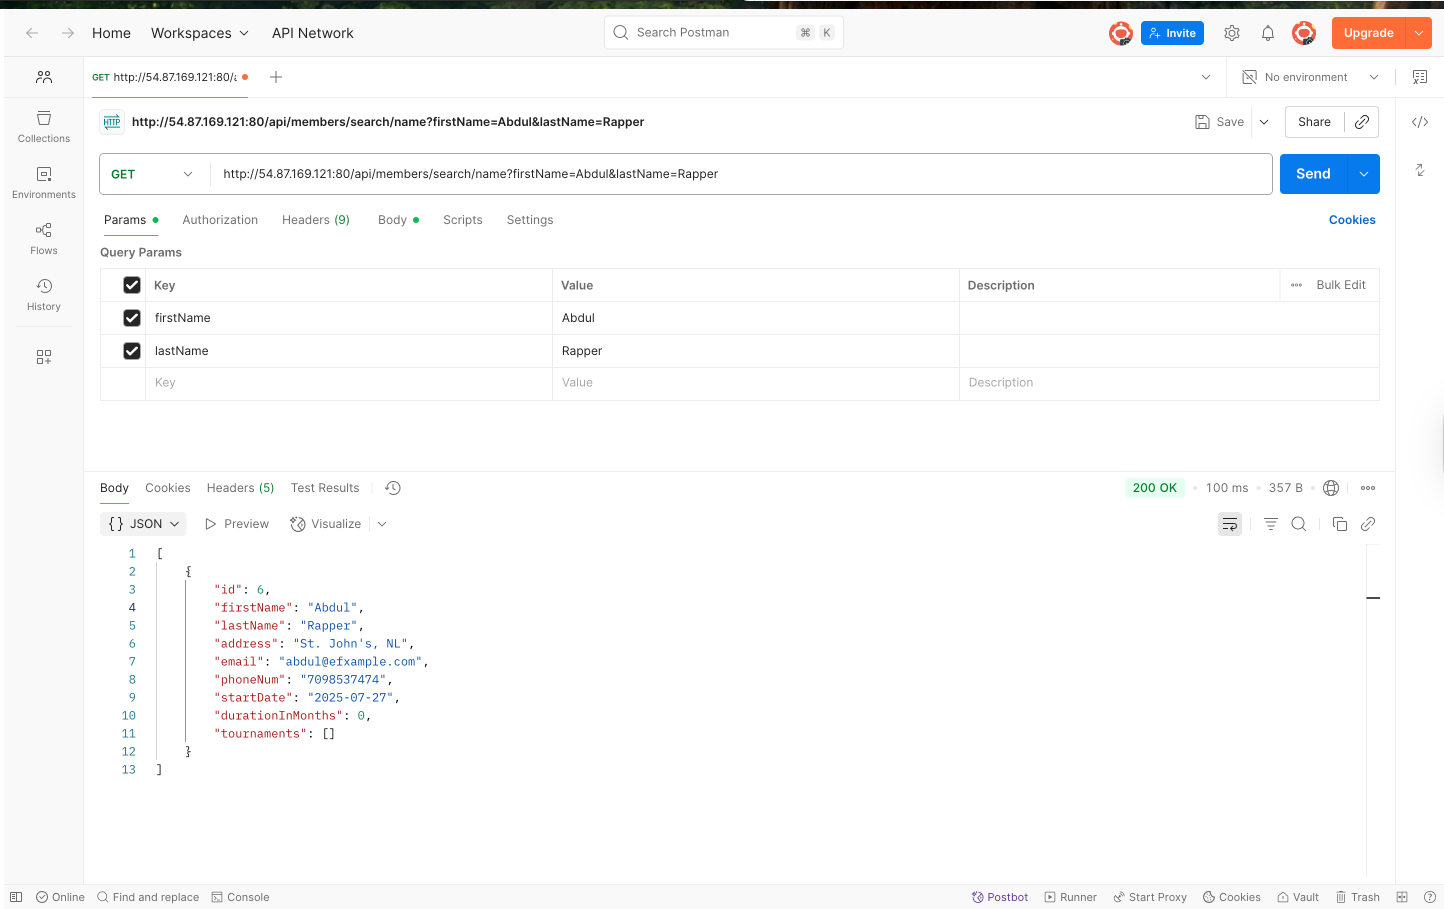 Home Workspaces API Network Search Postman ⌘ K Invite Upgrade
GET http://54.87.169.121:80/a No environment
Collections
Environments
Flows
History
HTTP http://54.87.169.121:80/api/members/search/name?firstName=Abdul&lastName=Rapper Save Share
GET http://54.87.169.121:80/api/members/search/name?firstName=Abdul&lastName=Rapper Send
Params Authorization Headers (9) Body Scripts Settings Cookies
Query Params
Key Value Description Bulk Edit
firstName Abdul
lastName Rapper
Key Value Description
Body Cookies Headers (5) Test Results 200 OK • 100 ms • 357 B
{} JSON Preview Visualize
1 [
2 {
3 "id": 6,
4 "firstName": "Abdul",
5 "lastName": "Rapper",
6 "address": "St. John's, NL",
7 "email": "abdul@efxample.com",
8 "phoneNum": "7098537474",
9 "startDate": "2025-07-27",
10 "durationInMonths": 0,
11 "tournaments": []
12 }
13 ]
Online Find and replace Console Postbot Runner Start Proxy Cookies Vault Trash